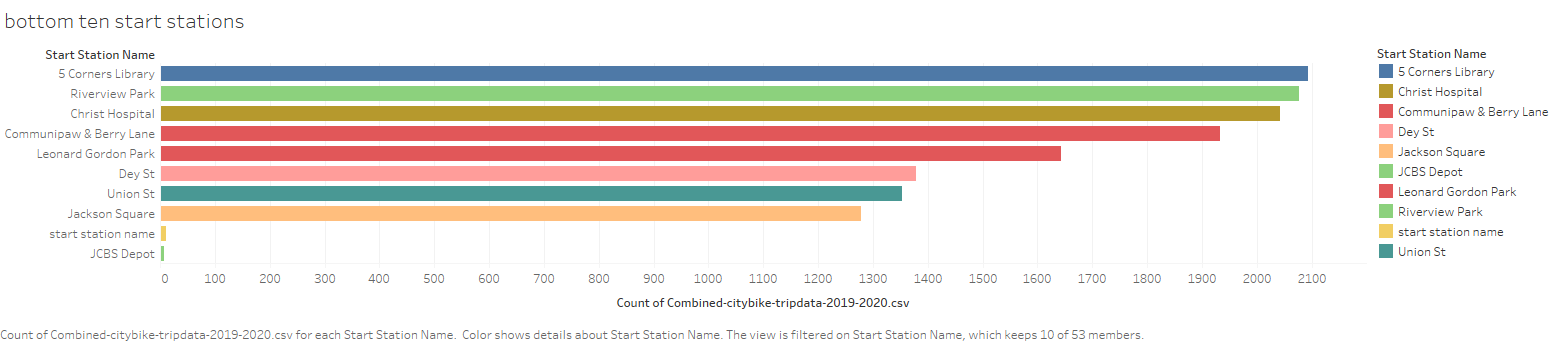 bottom ten start stations
Start Station Name
5 Corners Library
Riverview Park
Christ Hospital
Communipaw & Berry Lane
Leonard Gordon Park
Dey St
Union St
Jackson Square
start station name
JCBS Depot
0 100 200 300 400 500 600 700 800 900 1000 1100 1200 1300 1400 1500 1600 1700 1800 1900 2000 2100
Count of Combined-citybike-tripdata-2019-2020.csv
Start Station Name
5 Corners Library
Christ Hospital
Communipaw & Berry Lane
Dey St
Jackson Square
JCBS Depot
Leonard Gordon Park
Riverview Park
start station name
Union St
Count of Combined-citybike-tripdata-2019-2020.csv for each Start Station Name. Color shows details about Start Station Name. The view is filtered on Start Station Name, which keeps 10 of 53 members.